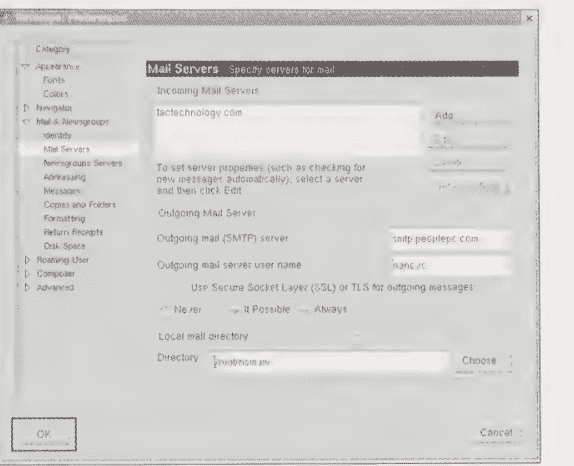 Category
Appearance
Fonts
Colors
Navigator
Mail & Newsgroups
Identity
Mail Servers
Newsgroups Servers
Addressing
Messages
Copies and Folders
Formatting
Return Receipts
Disk Space
Roaming User
Composer
Advanced
Mail Servers Specify servers for mail
Incoming Mail Servers
tactechnology.com
Add
To set server properties (such as checking for
new messages automatically), select a server
and then click Edit
Outgoing Mail Server
Outgoing mail (SMTP) server
smtp.peoplepc.com
Outgoing mail server user name
Use Secure Socket Layer (SSL) or TLS for outgoing messages:
Never If Possible Always
Local mail directory
Directory
Choose
OK
Cancel